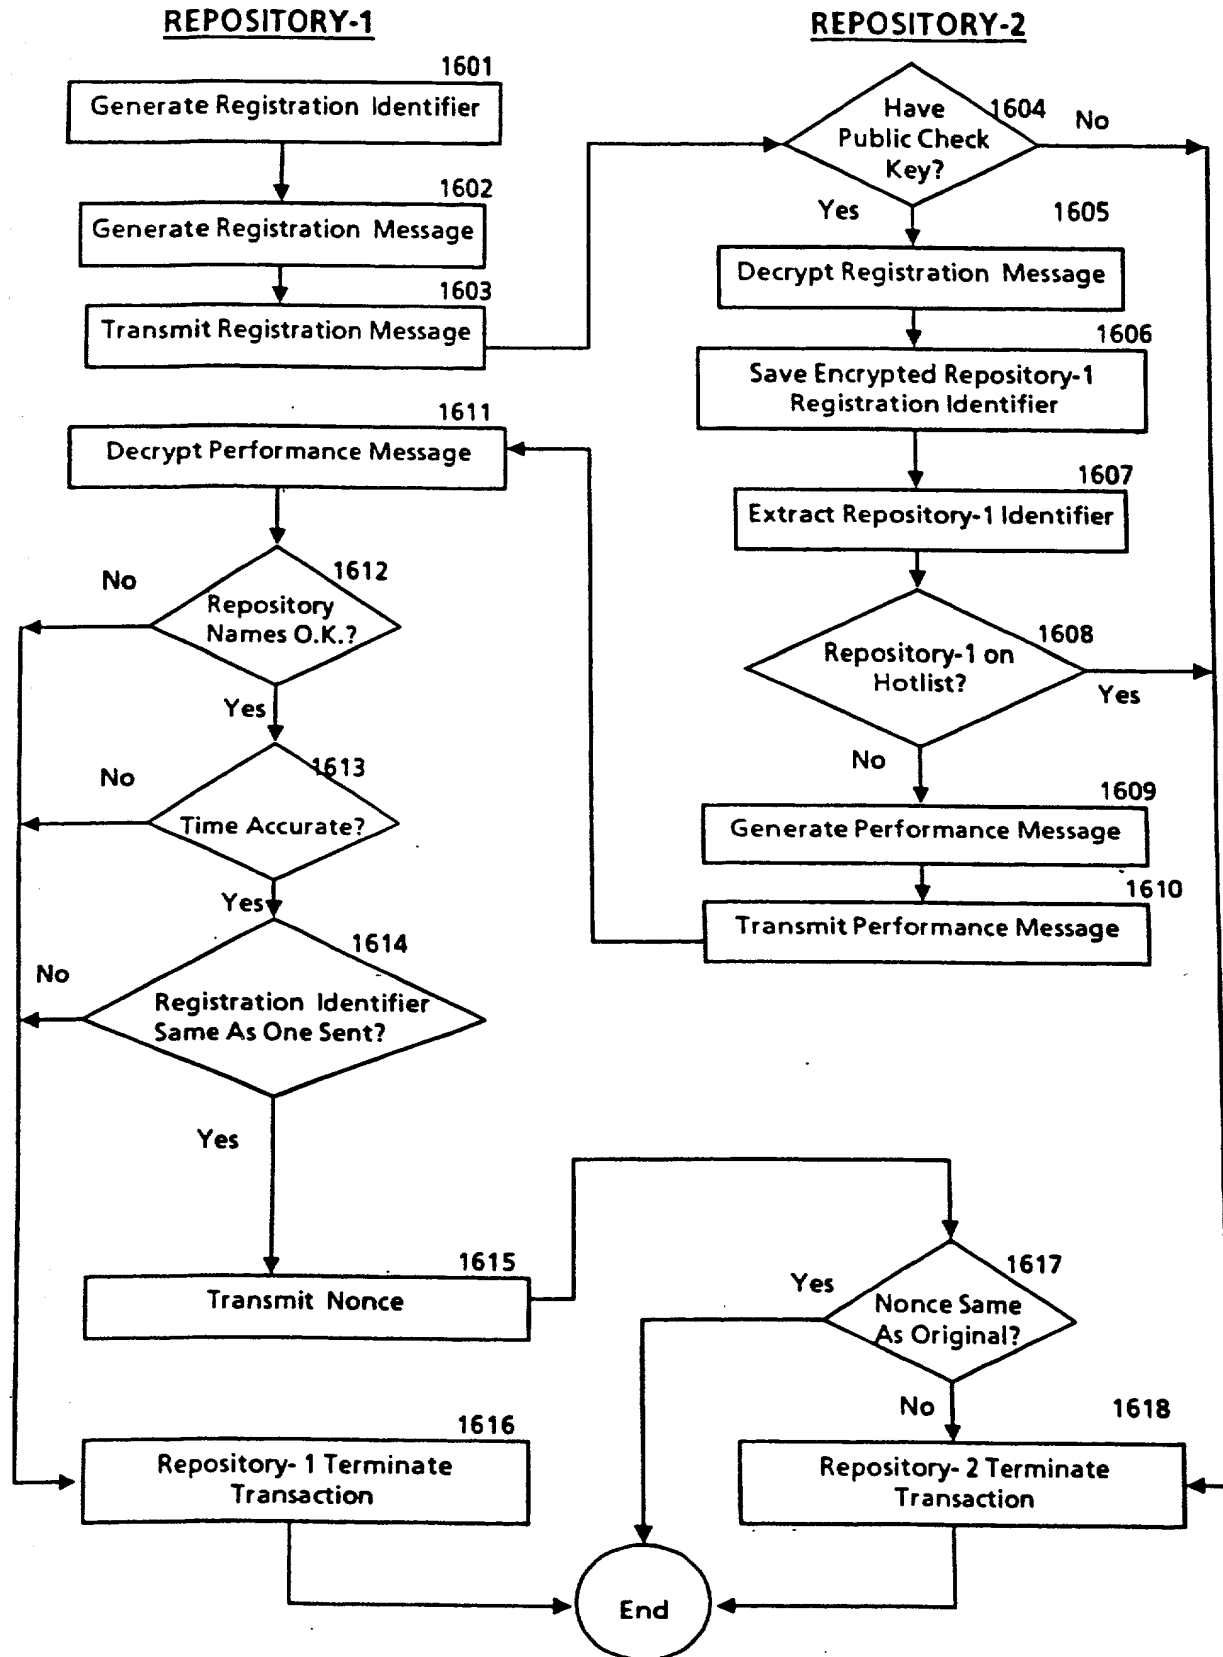 REPOSITORY-1
1601
Generate Registration Identifier
1602
Generate Registration Message
1603
Transmit Registration Message
1611
Decrypt Performance Message
1612
No
Repository
Names O.K.?
Yes
1613
No
Time Accurate?
Yes
1614
No
Registration Identifier
Same As One Sent?
Yes
1615
Transmit Nonce
1616
Repository- 1 Terminate
Transaction
REPOSITORY-2
1604
Have
Public Check
Key?
No
Yes
1605
Decrypt Registration Message
1606
Save Encrypted Repository-1
Registration Identifier
1607
Extract Repository-1 Identifier
1608
Repository-1 on
Hotlist?
Yes
No
1609
Generate Performance Message
1610
Transmit Performance Message
1617
Yes
Nonce Same
As Original?
No
1618
Repository- 2 Terminate
Transaction
End